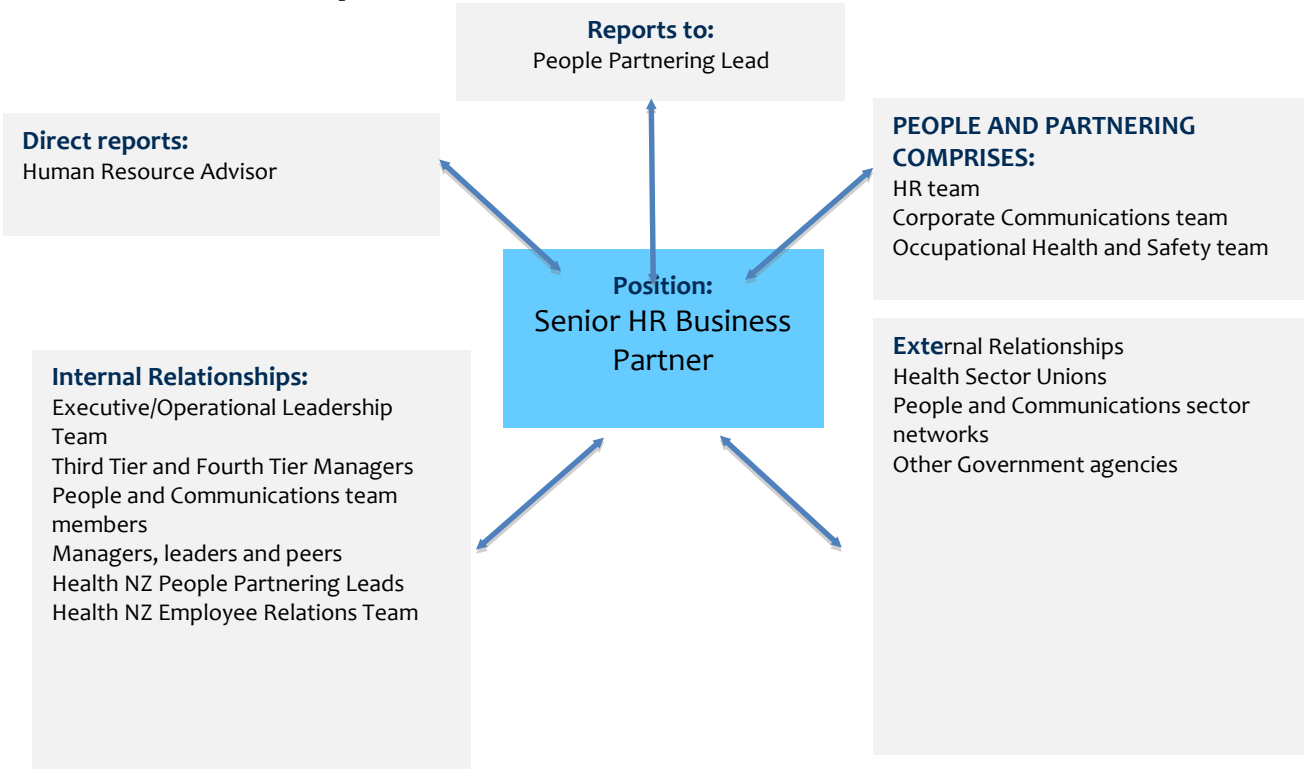 Reports to:
People Partnering Lead
Direct reports:
Human Resource Advisor
PEOPLE AND PARTNERING
COMPRISES:
HR team
Corporate Communications team
Occupational Health and Safety team
Position:
Senior HR Business
Partner
Internal Relationships:
Executive/Operational Leadership
Team
Third Tier and Fourth Tier Managers
People and Communications team
members
Managers, leaders and peers
Health NZ People Partnering Leads
Health NZ Employee Relations Team
External Relationships
Health Sector Unions
People and Communications sector
networks
Other Government agencies